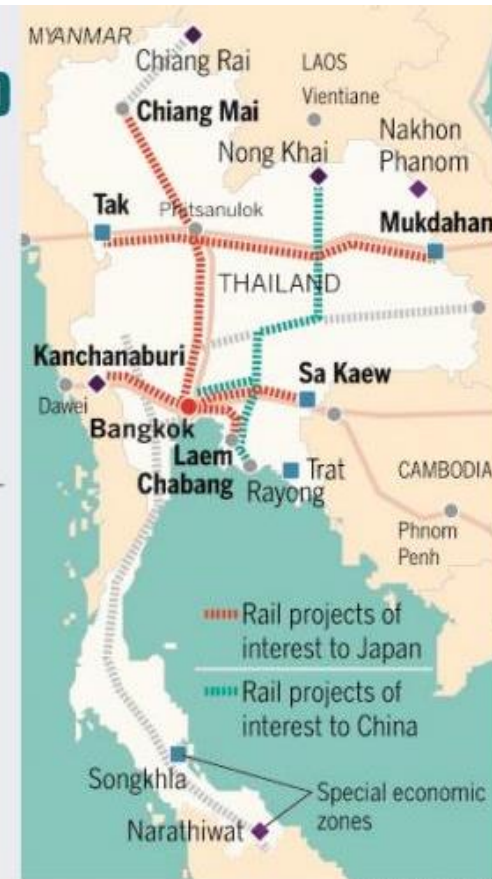 MYANMAR
Chiang Rai
LAOS
Vientiane
Chiang Mai
Nong Khai
Nakhon
Phanom
Tak
Phitsanulok
Mukdahan
THAILAND
Kanchanaburi
Sa Kaew
Dawei
Bangkok
Laem
Chabang
Rayong
Trat
CAMBODIA
Phnom
Penh
Rail projects of
interest to Japan
Rail projects of
interest to China
Songkhla
Special economic
zones
Narathiwat